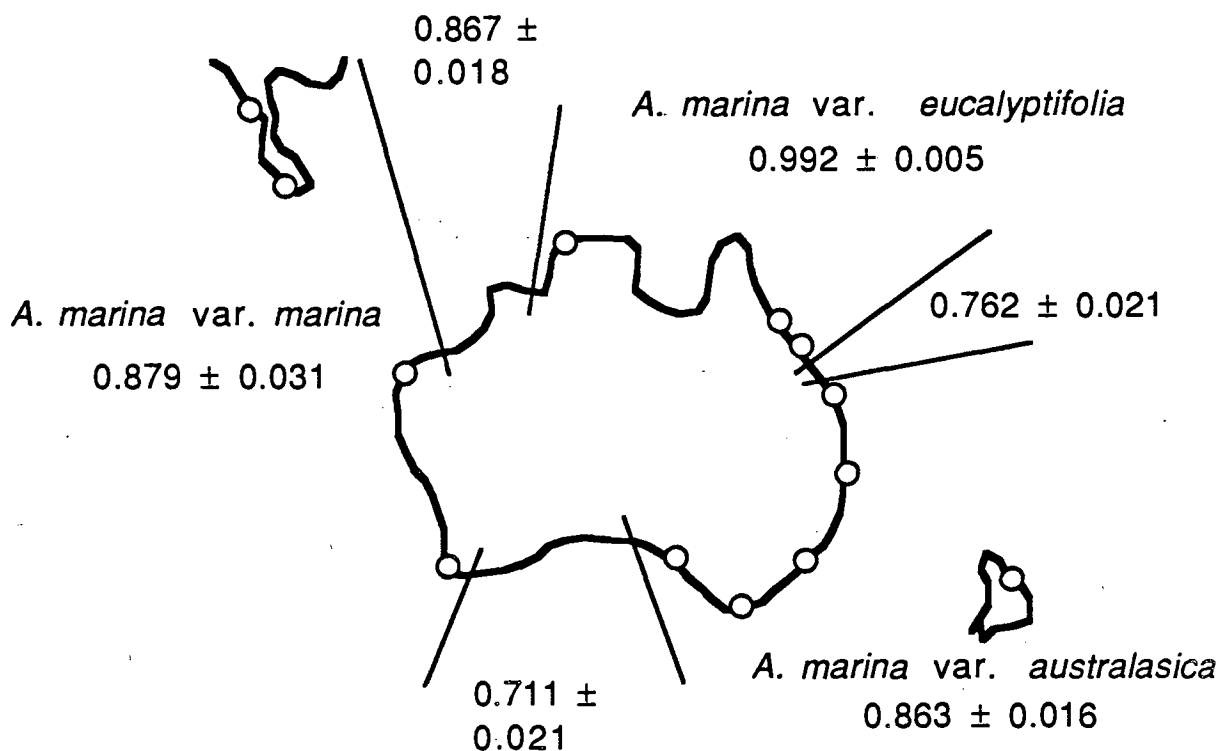 0.867 ±
0.018
A. marina var. eucalyptifolia
0.992 ± 0.005
A. marina var. marina
0.879 ± 0.031
0.762 ± 0.021
0.711 ±
0.021
A. marina var. australasica
0.863 ± 0.016